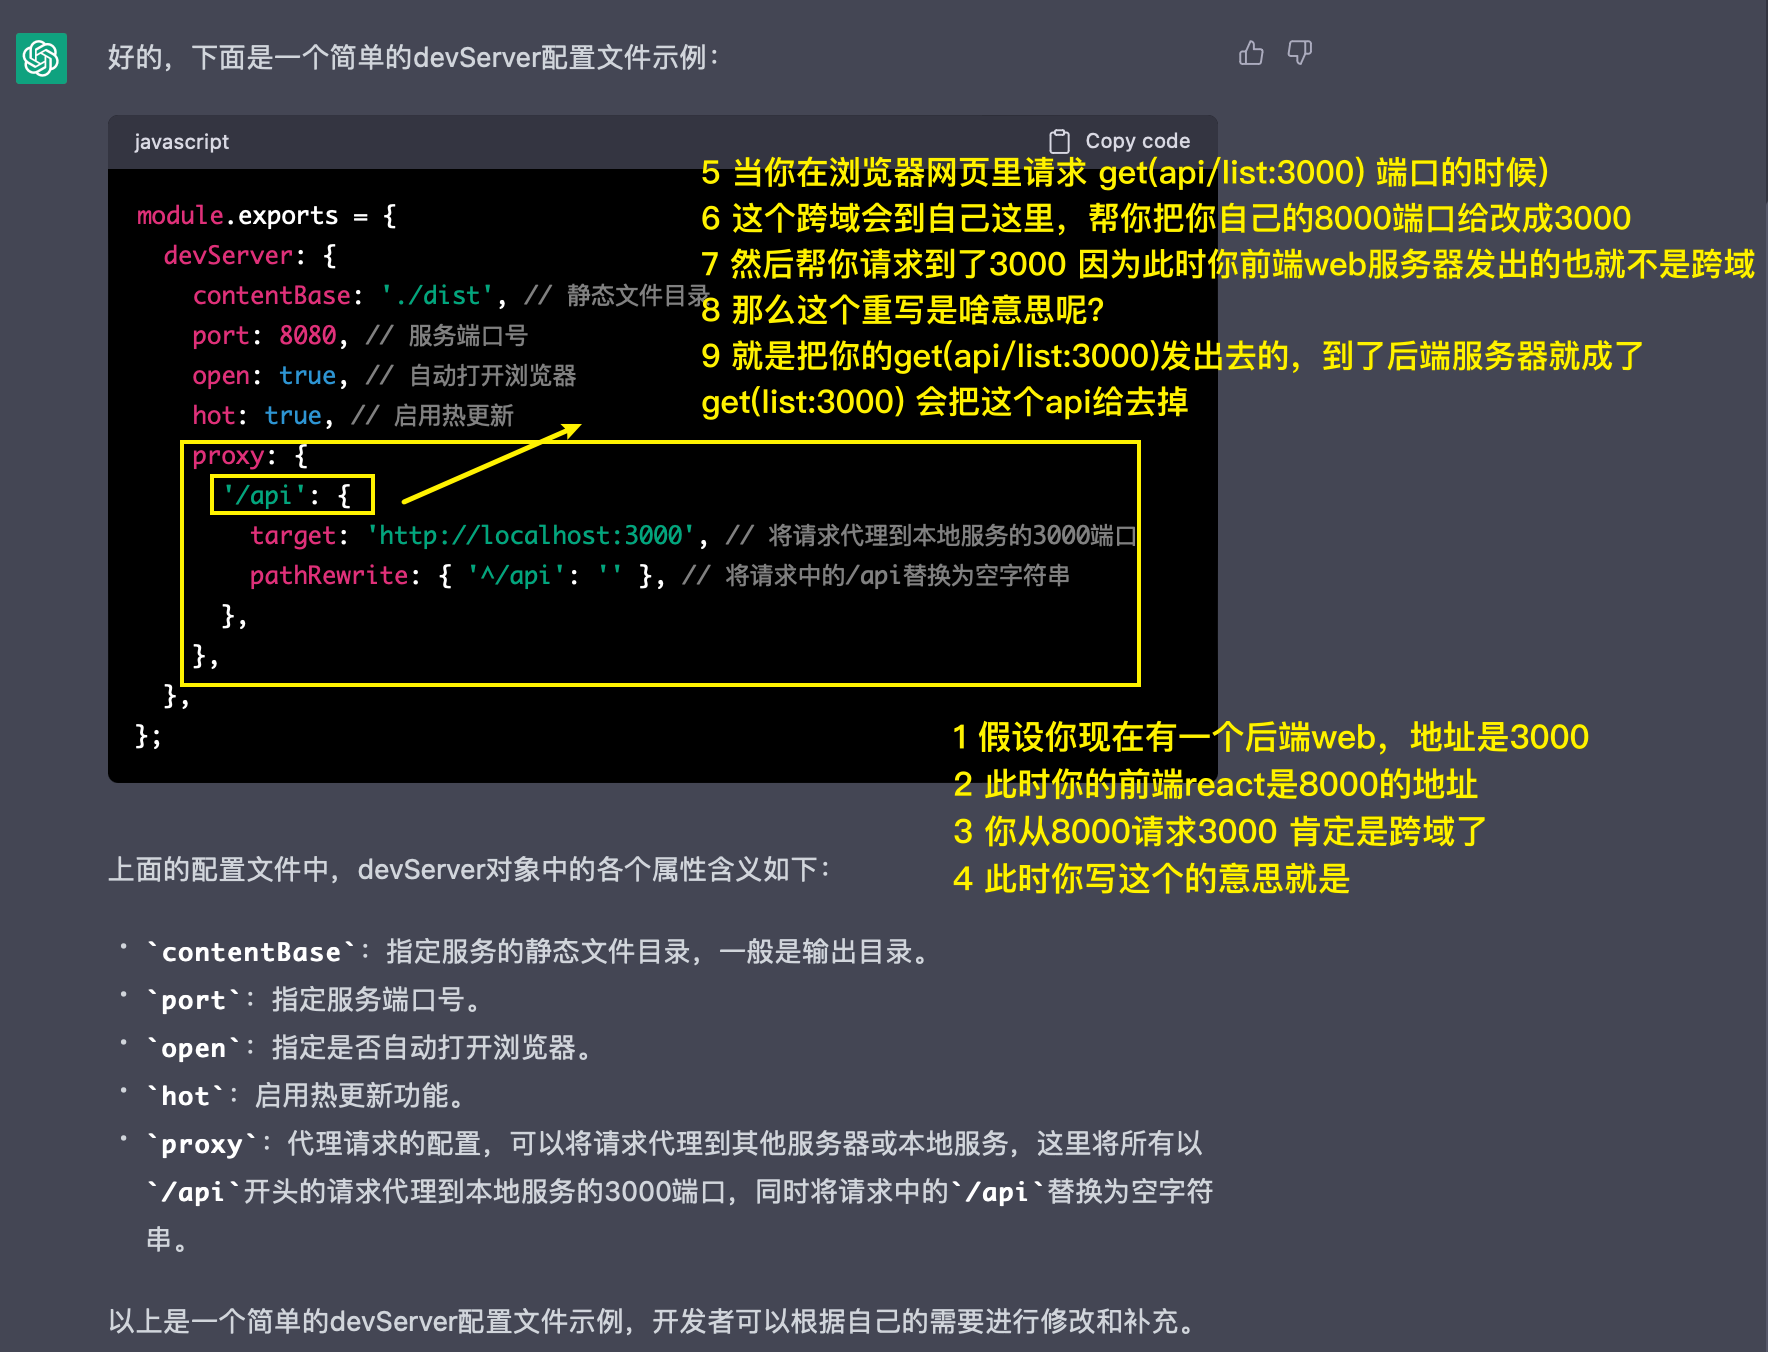 好的，下面是一个简单的devServer配置文件示例：
javascript
Copy code
5 当你在浏览器网页里请求 get(api/list:3000) 端口的时候）
6 这个跨域会到自己这里，帮你把你自己的8000端口给改成3000
7 然后帮你请求到了3000 因为此时你前端web服务器发出的也就不是跨域
8 那么这个重写是啥意思呢？
9 就是把你的get(api/list:3000)发出去的，到了后端服务器就成了
get(list:3000) 会把这个api给去掉
module.exports = {
devServer: {
contentBase: './dist', // 静态文件目录
port: 8080, // 服务端口号
open: true, // 自动打开浏览器
hot: true, // 启用热更新
proxy: {
'/api': {
target: 'http://localhost:3000', // 将请求代理到本地服务的3000端口
pathRewrite: { '^/api': '' }, // 将请求中的/api替换为空字符串
},
},
},
};
1 假设你现在有一个后端web，地址是3000
2 此时你的前端react是8000的地址
3 你从8000请求3000 肯定是跨域了
4 此时你写这个的意思就是
上面的配置文件中，devServer对象中的各个属性含义如下：
• `contentBase`：指定服务的静态文件目录，一般是输出目录。
• `port`：指定服务端口号。
• `open`：指定是否自动打开浏览器。
• `hot`：启用热更新功能。
• `proxy`：代理请求的配置，可以将请求代理到其他服务器或本地服务，这里将所有以
`/api`开头的请求代理到本地服务的3000端口，同时将请求中的`/api`替换为空字符
串。
以上是一个简单的devServer配置文件示例，开发者可以根据自己的需要进行修改和补充。